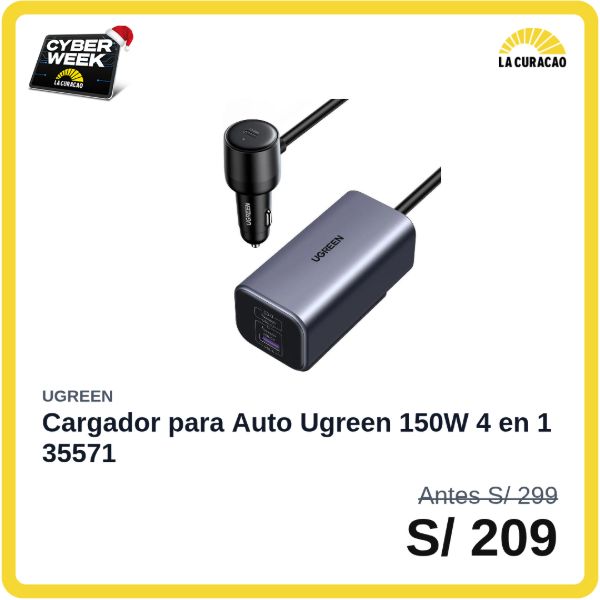 CYBER
WEEK
LA CURACAO
LA CURACAO
UGREEN
UGREEN
UGREEN
Cargador para Auto Ugreen 150W 4 en 1
35571
Antes S/ 299
S/ 209